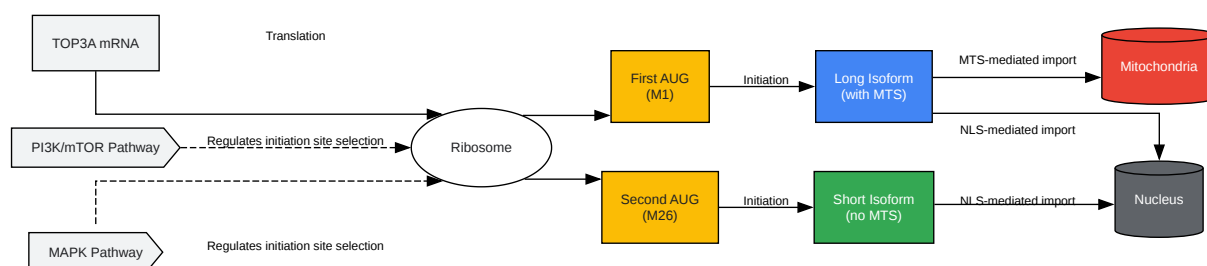 TOP3A mRNA
Translation
First AUG
(M1)
Initiation
Long Isoform
(with MTS)
MTS-mediated import
Mitochondria
PI3K/mTOR Pathway
Regulates initiation site selection
Ribosome
NLS-mediated import
Second AUG
(M26)
Initiation
Short Isoform
(no MTS)
NLS-mediated import
Nucleus
MAPK Pathway
Regulates initiation site selection